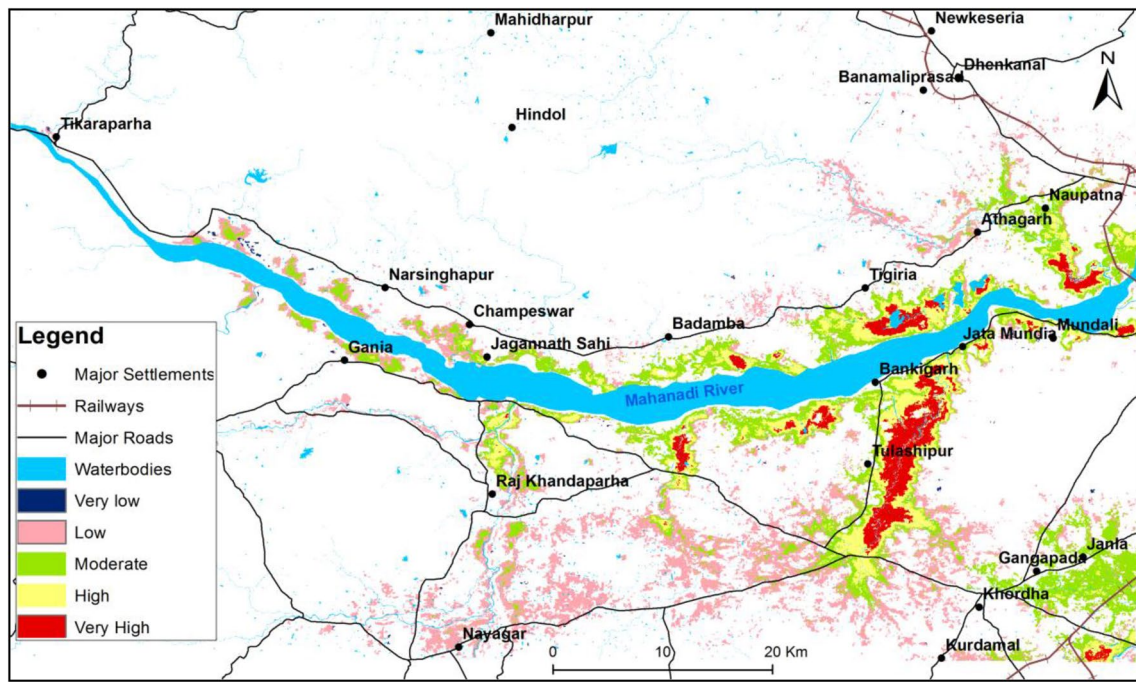 Mahidharpur
Newkeseria
Dhenkanal
Banamaliprasad
N
Hindol
Tikaraparha
Naupatna
Athagarh
Narsinghapur
Tigiria
Champeswar
Badamba
Jata Mundia
Mundali
Jagannath Sahi
Gania
Bankigarh
Mahanadi River
Tulashipur
Raj Khandaparha
Gangapada
Janla
Khordha
Nayagar
Kurdamal
0 10 20 Km
Legend
Major Settlements
Railways
Major Roads
Waterbodies
Very low
Low
Moderate
High
Very High